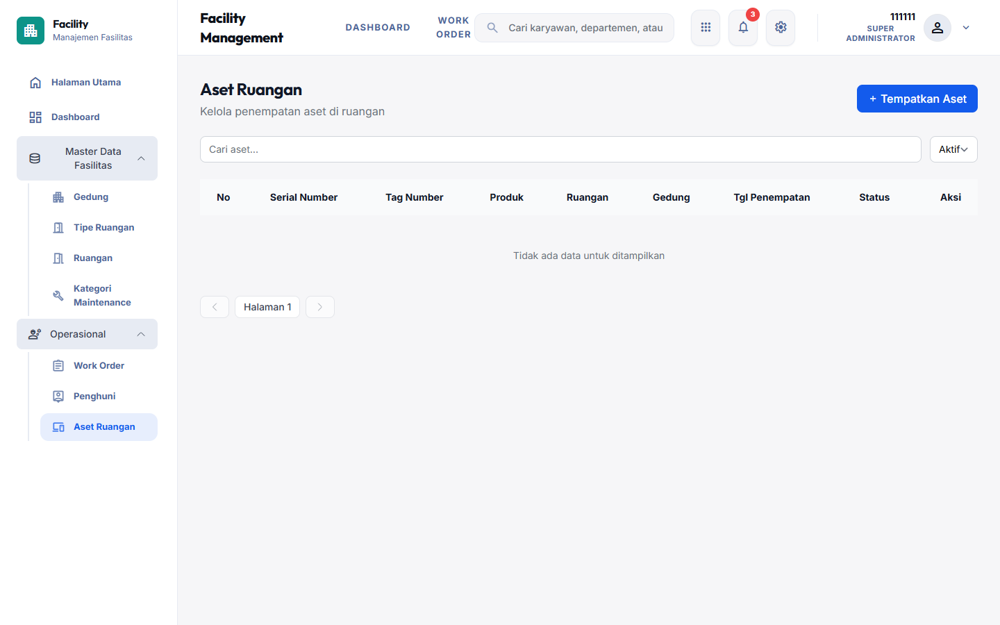 Facility
Manajemen Fasilitas
Halaman Utama
Dashboard
Master Data
Fasilitas
Gedung
Tipe Ruangan
Ruangan
Kategori
Maintenance
Operasional
Work Order
Penghuni
Aset Ruangan
Facility
Management
DASHBOARD
WORK
ORDER
Cari karyawan, departemen, atau
3
111111
SUPER
ADMINISTRATOR
Aset Ruangan
Kelola penempatan aset di ruangan
+ Tempatkan Aset
Cari aset...
Aktif
No Serial Number Tag Number Produk Ruangan Gedung Tgl Penempatan Status Aksi
Tidak ada data untuk ditampilkan
Halaman 1